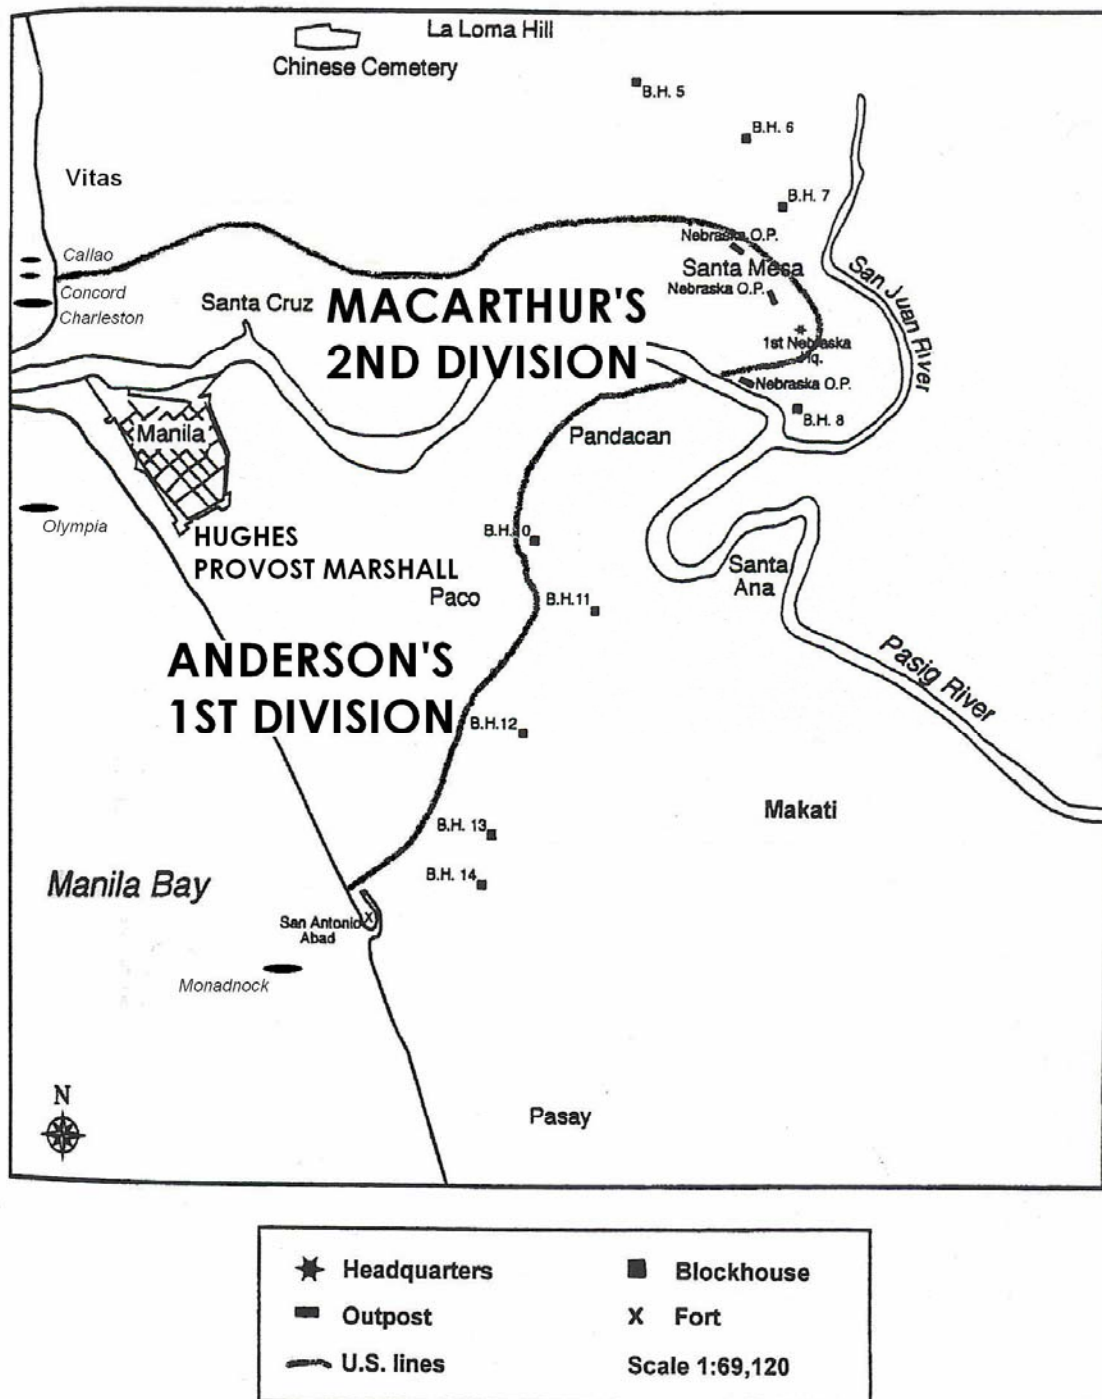 La Loma Hill
Chinese Cemetery
B.H. 5
B.H. 6
Vitas
B.H. 7
Nebraska O.P.
Callao
Santa Mesa
San Juan River
Concord
Nebraska O.P.
Charleston
Santa Cruz
MACARTHUR'S
2ND DIVISION
1st Nebraska
Hq.
Nebraska O.P.
B.H. 8
Manila
Pandacan
Olympia
HUGHES
PROVOST MARSHALL
B.H. 0
Santa
Ana
Paco
B.H.11
ANDERSON'S
1ST DIVISION
Pasig River
B.H.12
Makati
B.H. 13
B.H. 14
Manila Bay
San Antonio
Abad
X
Monadnock
N
Pasay
Headquarters
Blockhouse
Outpost
X Fort
U.S. lines
Scale 1:69,120